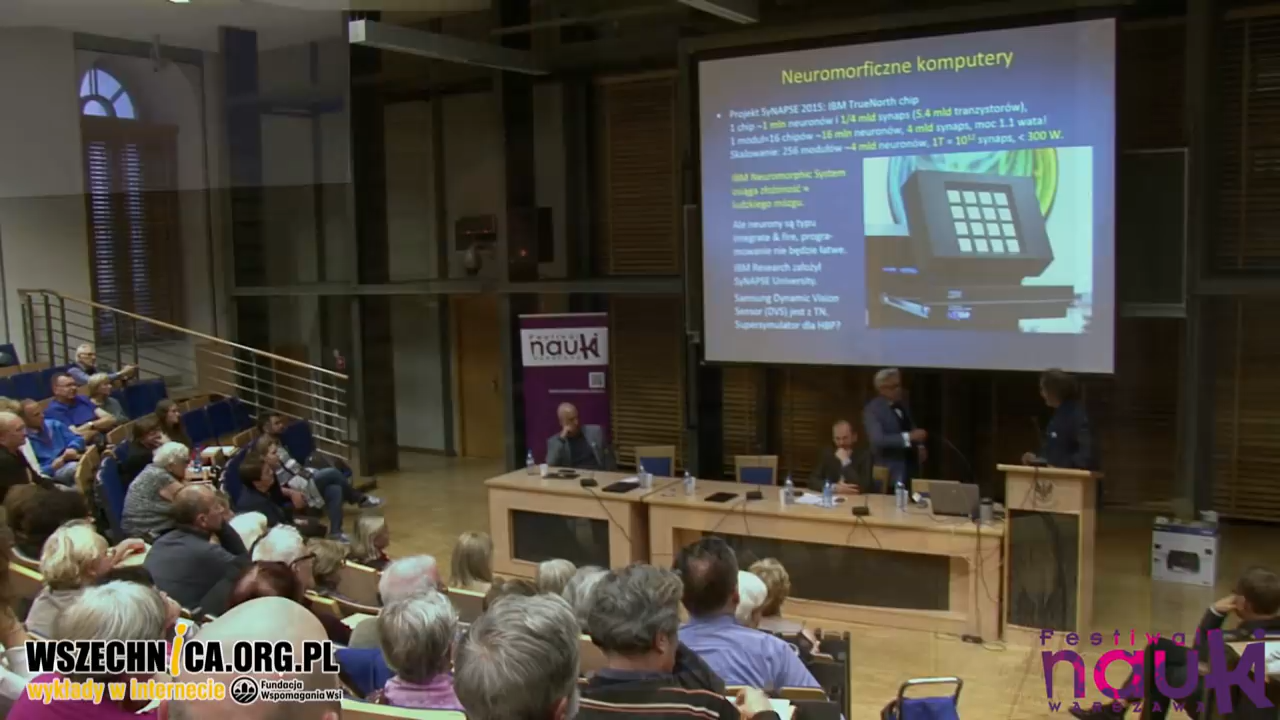 Neuromorficzne komputery
• Projekt SyNAPSE 2015: IBM TrueNorth chip
1 chip ~1 mln neuronów i 1/4 mld synaps (5.4 mld tranzystorów),
1 moduł=16 chipów ~16 mln neuronów, 4 mld synaps, moc 1.1 wata!
Skalowanie: 256 modułów ~4 mld neuronów, 1T = 10¹² synaps, < 300 W.
IBM Neuromorphic System
osiąga złożoność ≈
ludzkiego mózgu.
Ale neurony są typu
integrate & fire, progra-
mowanie nie będzie łatwe.
IBM Research założył
SyNAPSE University.
Samsung Dynamic Vision
Sensor (DVS) jest z TN.
Supersymulator dla HBP?
Festiwal
nauki
WSZECHNICA.ORG.PL
wykłady w internecie
Fundacja
Wspomagania Wsi
Festiwal
nauki
WARSZAWA